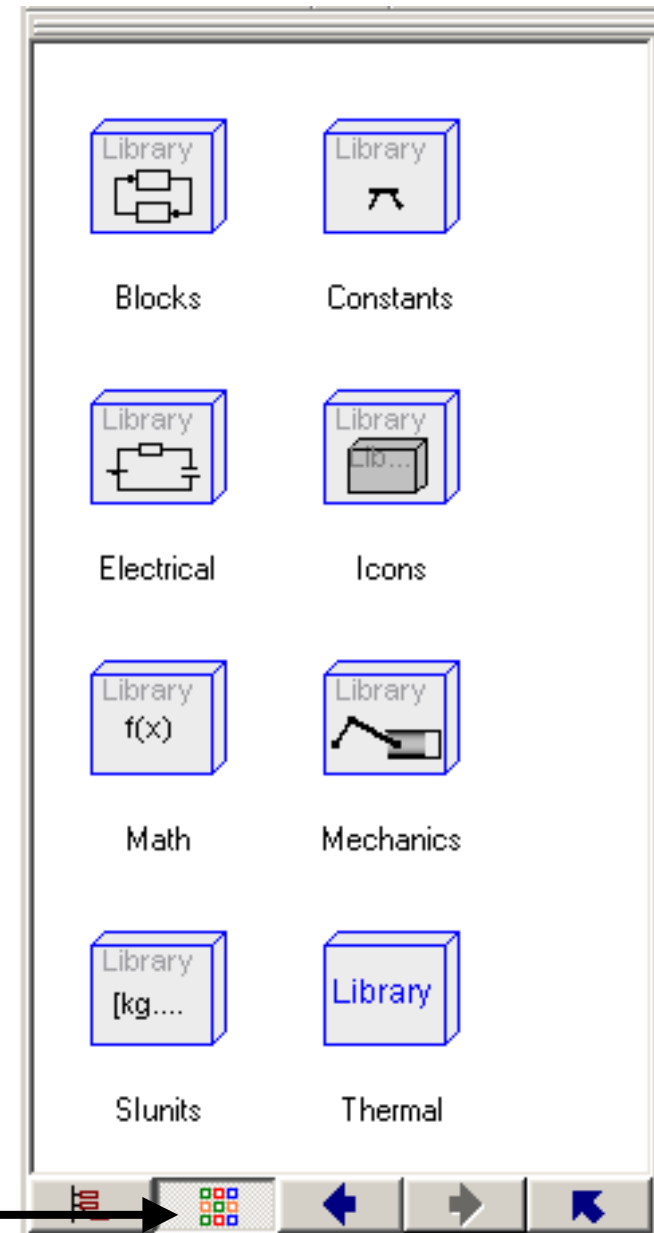 Library
Library
Blocks
Constants
Library
Library
Lib...
Electrical
Icons
Library
f(x)
Library
Math
Mechanics
Library
[kg....
Library
SIunits
Thermal